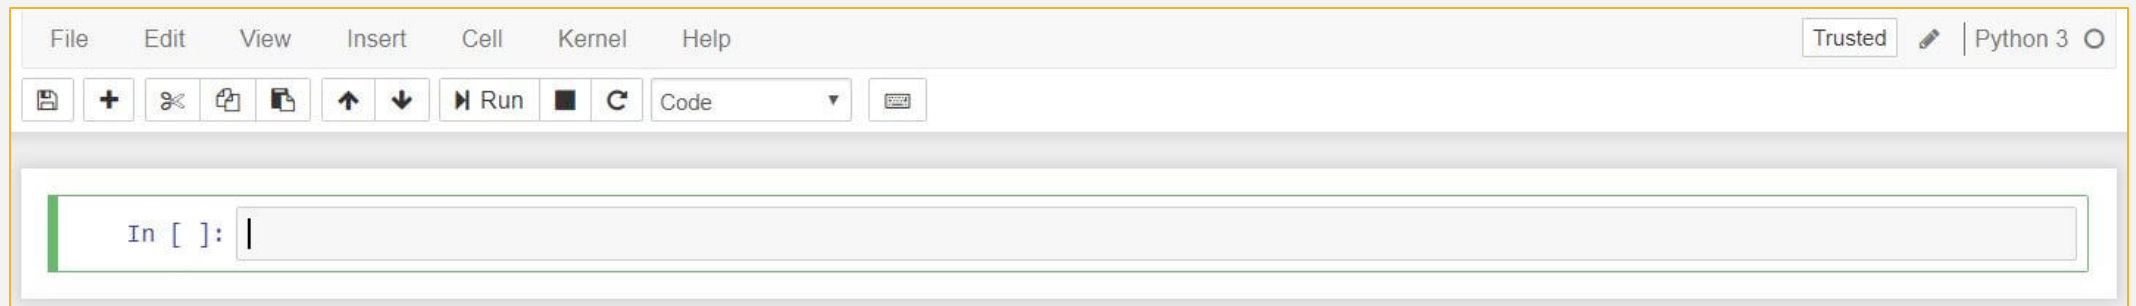 File Edit View Insert Cell Kernel Help Trusted Python 3
Run Code
In [ ]: